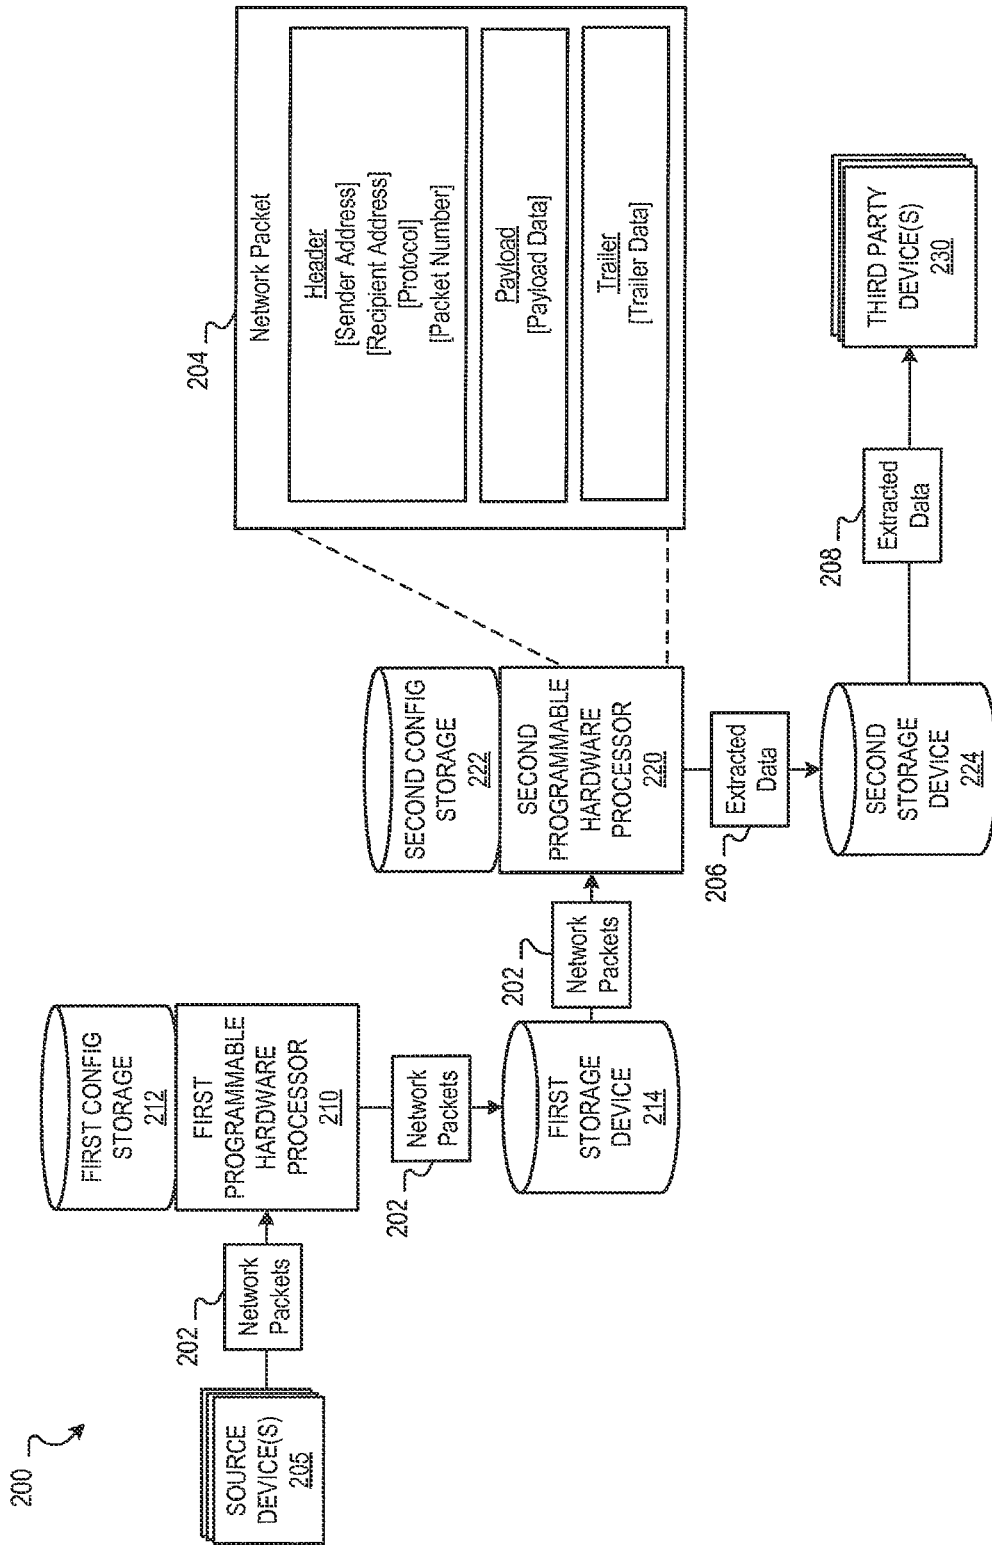 200
SOURCE
DEVICE(S)
205
202
Network
Packets
FIRST CONFIG
STORAGE
212
FIRST
PROGRAMMABLE
HARDWARE
PROCESSOR
210
202
Network
Packets
FIRST
STORAGE
DEVICE
214
202
Network Packets
SECOND CONFIG
STORAGE
222
SECOND
PROGRAMMABLE
HARDWARE
PROCESSOR
220
206
Extracted
Data
SECOND
STORAGE
DEVICE
224
204
Network Packet
Header
[Sender Address]
[Recipient Address]
[Protocol]
[Packet Number]
Payload
[Payload Data]
Trailer
[Trailer Data]
208
Extracted
Data
THIRD PARTY
DEVICE(S)
230